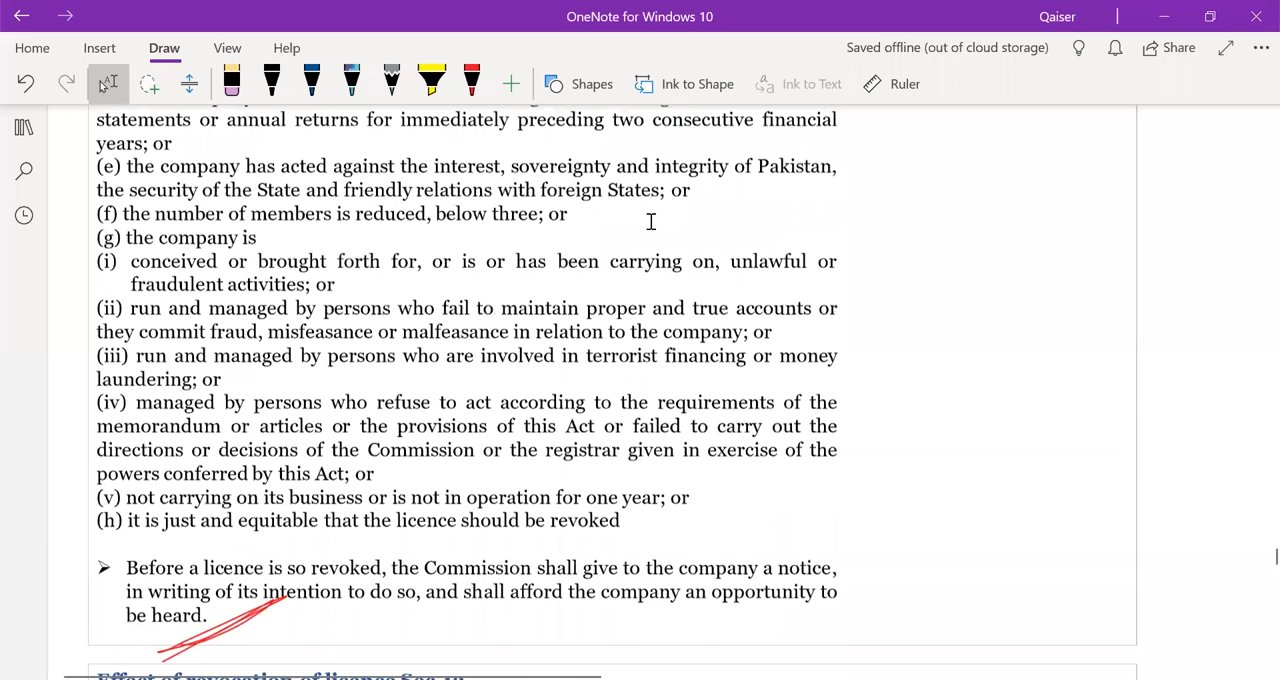 OneNote for Windows 10
Qaiser
Home Insert Draw View Help
Saved offline (out of cloud storage) Share
Shapes Ink to Shape Ink to Text Ruler
statements or annual returns for immediately preceding two consecutive financial
years; or
(e) the company has acted against the interest, sovereignty and integrity of Pakistan,
the security of the State and friendly relations with foreign States; or
(f) the number of members is reduced, below three; or
(g) the company is
(i) conceived or brought forth for, or is or has been carrying on, unlawful or
fraudulent activities; or
(ii) run and managed by persons who fail to maintain proper and true accounts or
they commit fraud, misfeasance or malfeasance in relation to the company; or
(iii) run and managed by persons who are involved in terrorist financing or money
laundering; or
(iv) managed by persons who refuse to act according to the requirements of the
memorandum or articles or the provisions of this Act or failed to carry out the
directions or decisions of the Commission or the registrar given in exercise of the
powers conferred by this Act; or
(v) not carrying on its business or is not in operation for one year; or
(h) it is just and equitable that the licence should be revoked
➢ Before a licence is so revoked, the Commission shall give to the company a notice,
in writing of its intention to do so, and shall afford the company an opportunity to
be heard.
Effect of revocation of licence Sec